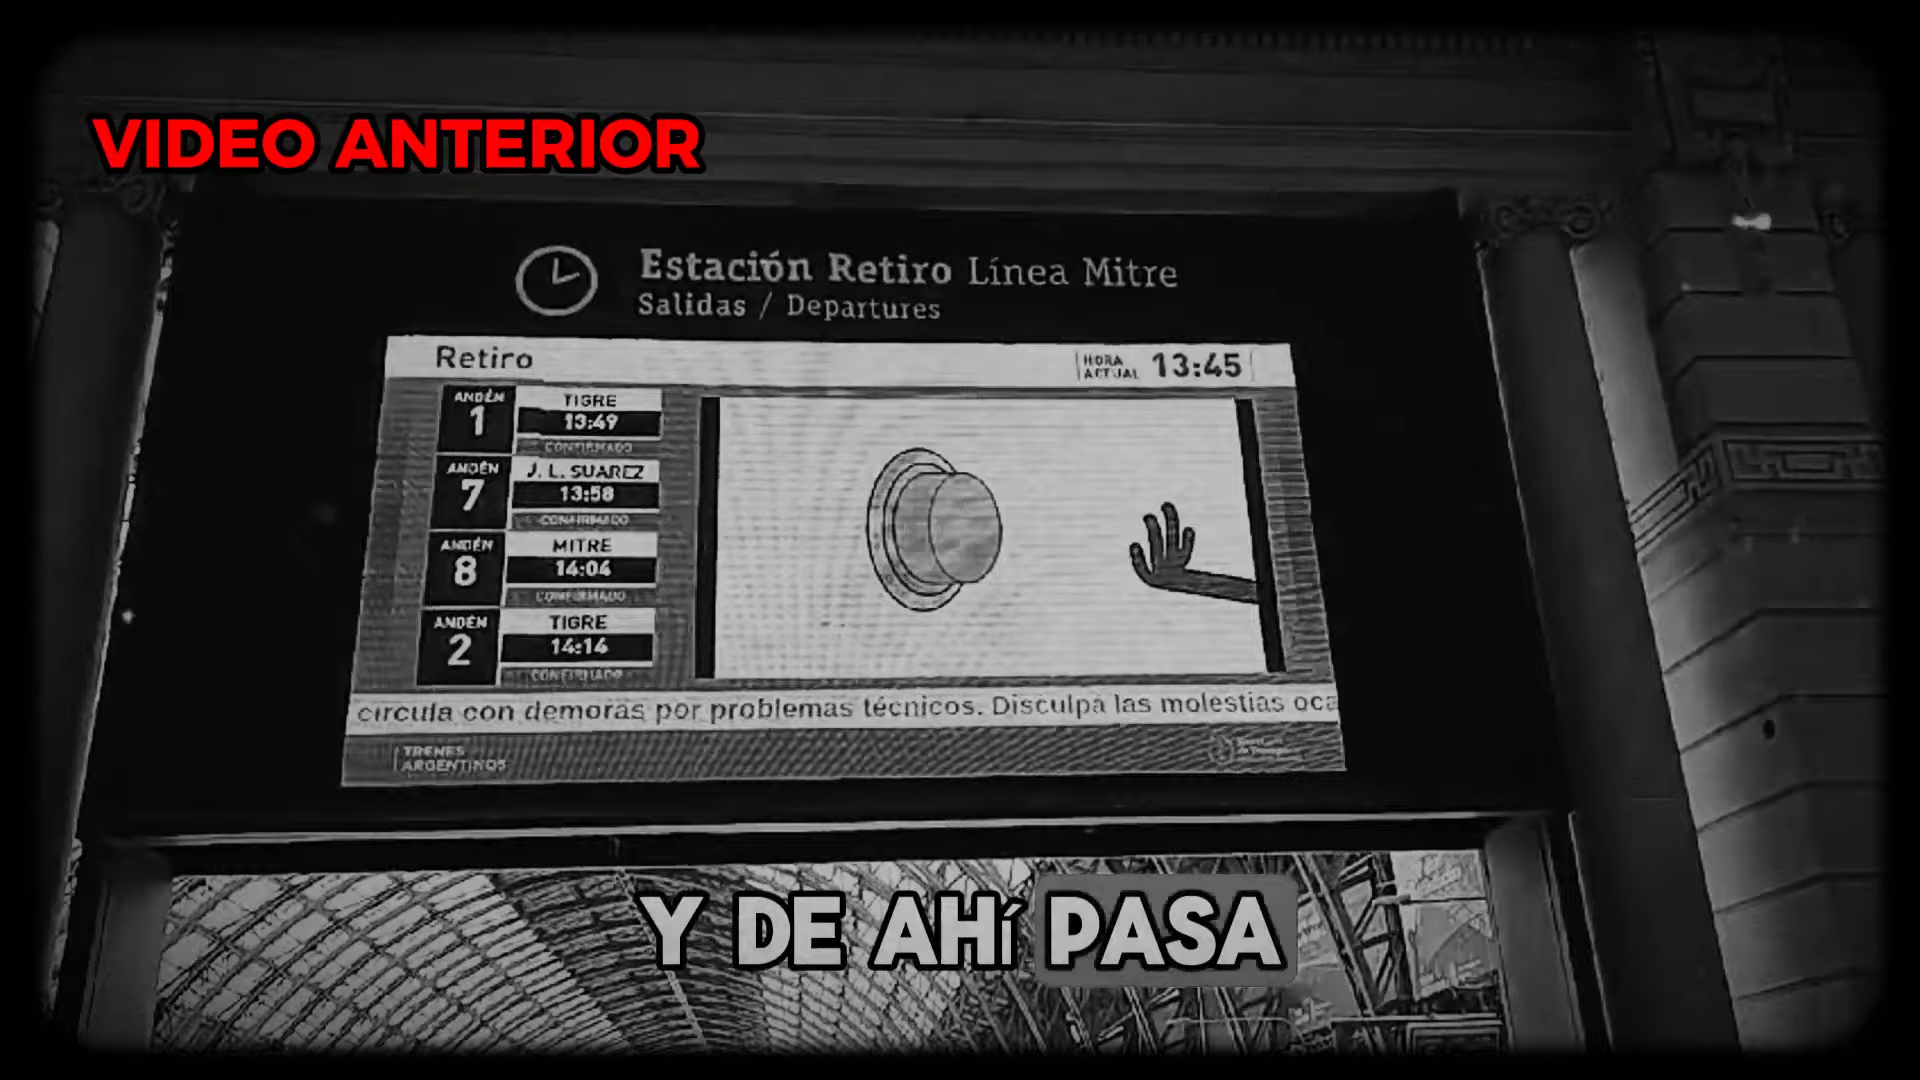 VIDEO ANTERIOR
Estación Retiro Línea Mitre
Salidas / Departures
Retiro
HORA ACTUAL 13:45
ANDÉN 1
TIGRE
13:49
CONFIRMADO
ANDÉN 7
J. L. SUAREZ
13:58
CONFIRMADO
ANDÉN 8
MITRE
14:04
CONFIRMADO
ANDÉN 2
TIGRE
14:14
CONFIRMADO
circula con demoras por problemas técnicos. Disculpá las molestias oca
TRENES
ARGENTINOS
Y DE AHÍ PASA